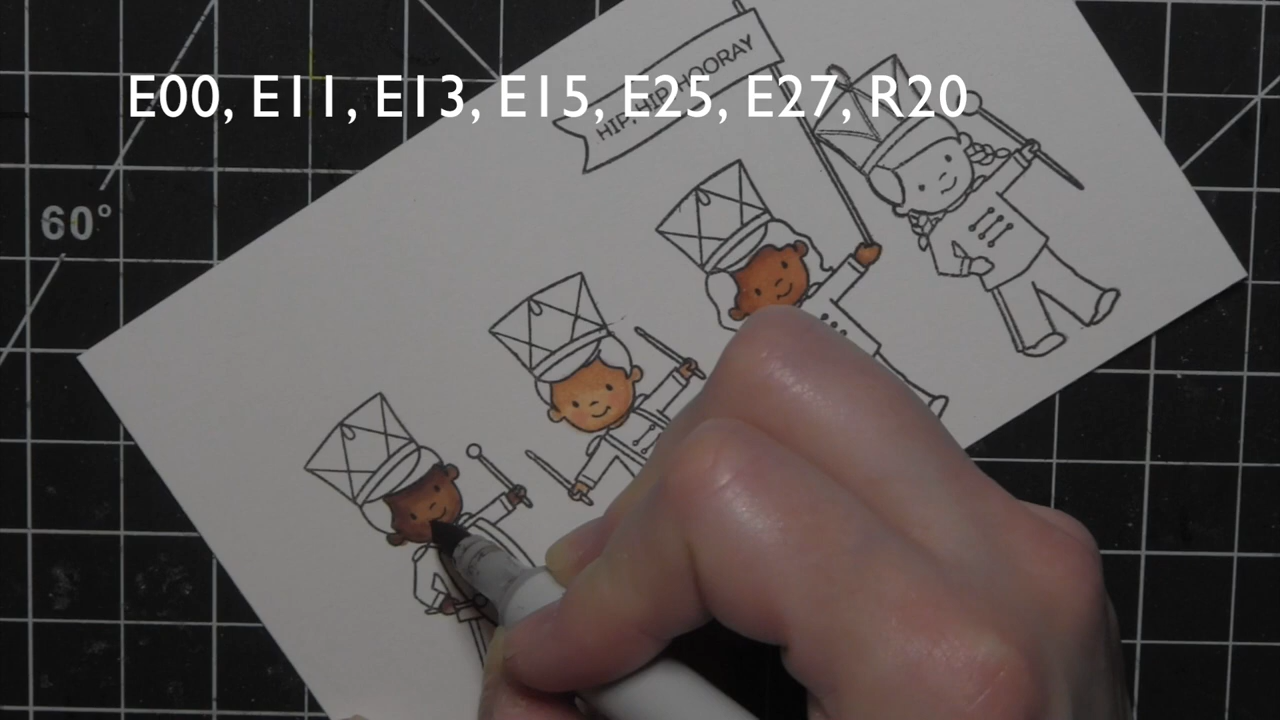 E00, E11, E13, E15, E25, E27, R20
HIP, HIP, HOORAY
60°